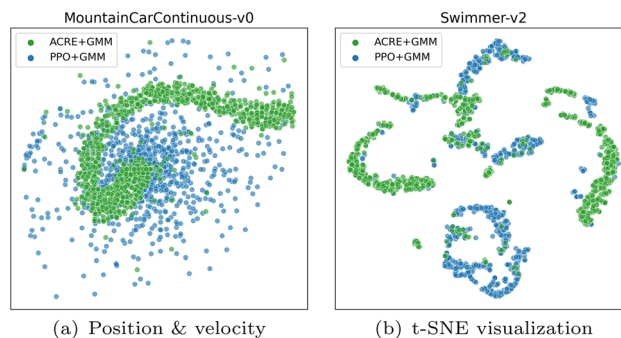 MountainCarContinuous-v0
ACRE+GMM
PPO+GMM
(a) Position & velocity
Swimmer-v2
ACRE+GMM
PPO+GMM
(b) t-SNE visualization